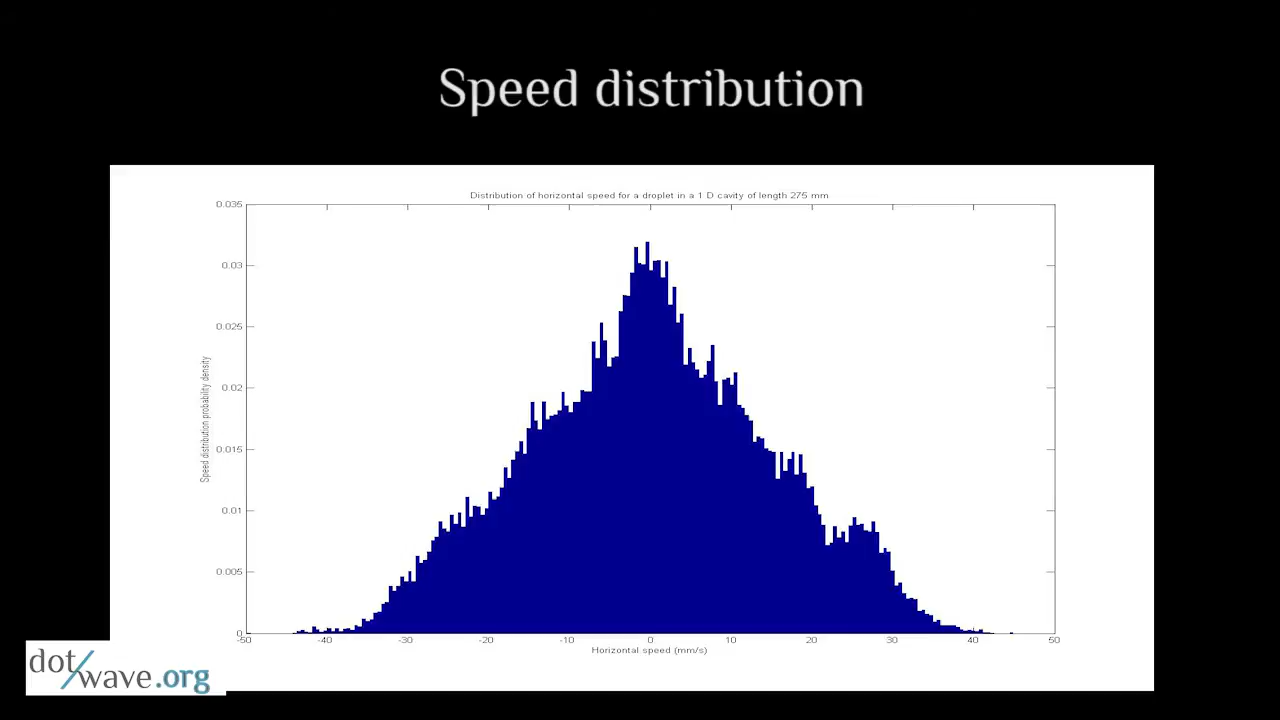 Speed distribution
Distribution of horizontal speed for a droplet in a 1 D cavity of length 275 mm
0.035
0.03
0.025
0.02
0.015
0.01
0.005
0
Speed distribution probability density
-50 -40 -30 -20 -10 0 10 20 30 40 50
Horizontal speed (mm/s)
dot/wave.org